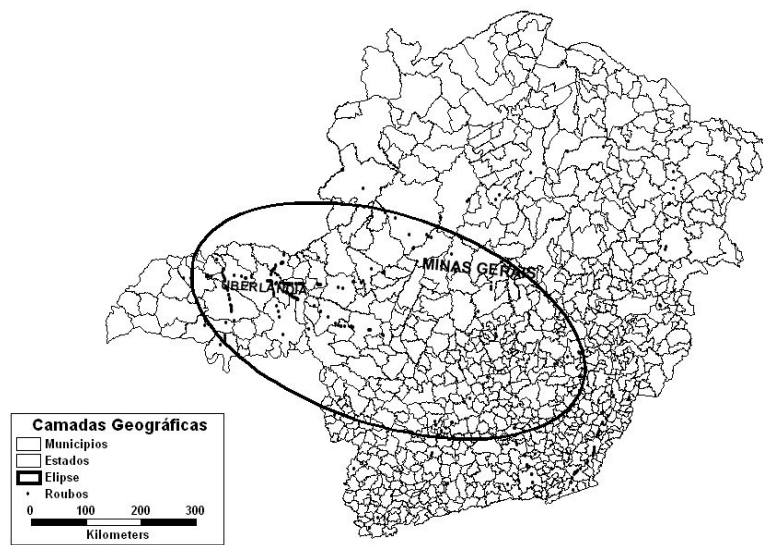 MINAS GERAIS
UBERLANDIA
Camadas Geográficas
Municipios
Estados
Elipse
Roubos
0 100 200 300
Kilometers